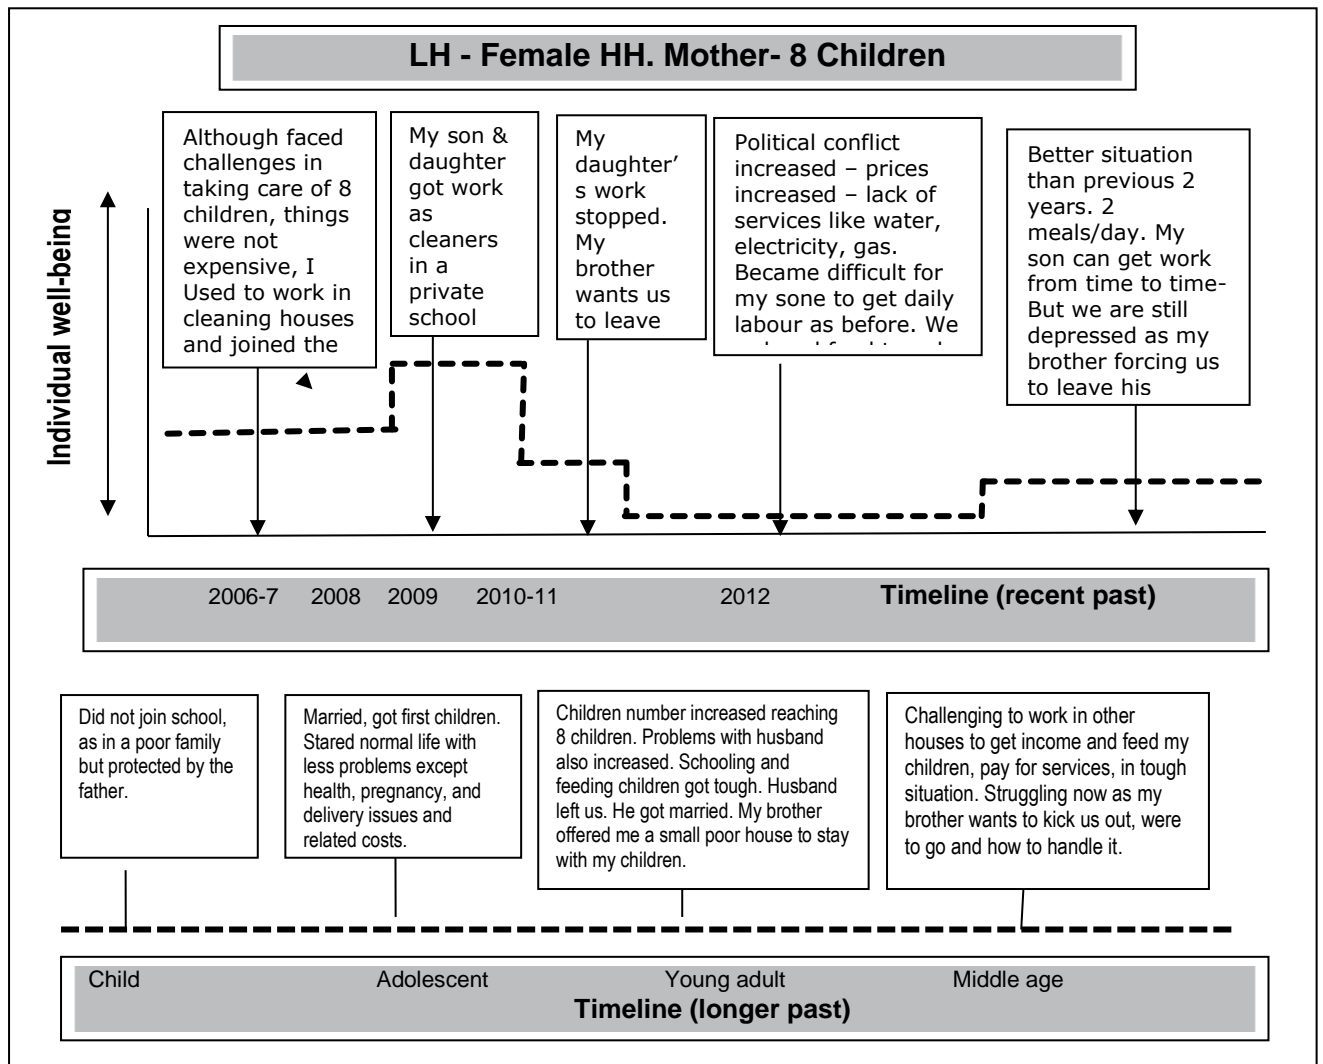 LH - Female HH. Mother- 8 Children
Individual well-being
Although faced
challenges in
taking care of 8
children, things
were not
expensive, I
Used to work in
cleaning houses
and joined the
My son &
daughter
got work
as
cleaners
in a
private
school
My
daughter’
s work
stopped.
My
brother
wants us
to leave
Political conflict
increased – prices
increased – lack of
services like water,
electricity, gas.
Became difficult for
my sone to get daily
labour as before. We
Better situation
than previous 2
years. 2
meals/day. My
son can get work
from time to time-
But we are still
depressed as my
brother forcing us
to leave his
2006-7 2008 2009 2010-11 2012 Timeline (recent past)
Did not join school,
as in a poor family
but protected by the
father.
Married, got first children.
Stared normal life with
less problems except
health, pregnancy, and
delivery issues and
related costs.
Children number increased reaching
8 children. Problems with husband
also increased. Schooling and
feeding children got tough. Husband
left us. He got married. My brother
offered me a small poor house to stay
with my children.
Challenging to work in other
houses to get income and feed my
children, pay for services, in tough
situation. Struggling now as my
brother wants to kick us out, were
to go and how to handle it.
Child Adolescent Young adult Middle age
Timeline (longer past)